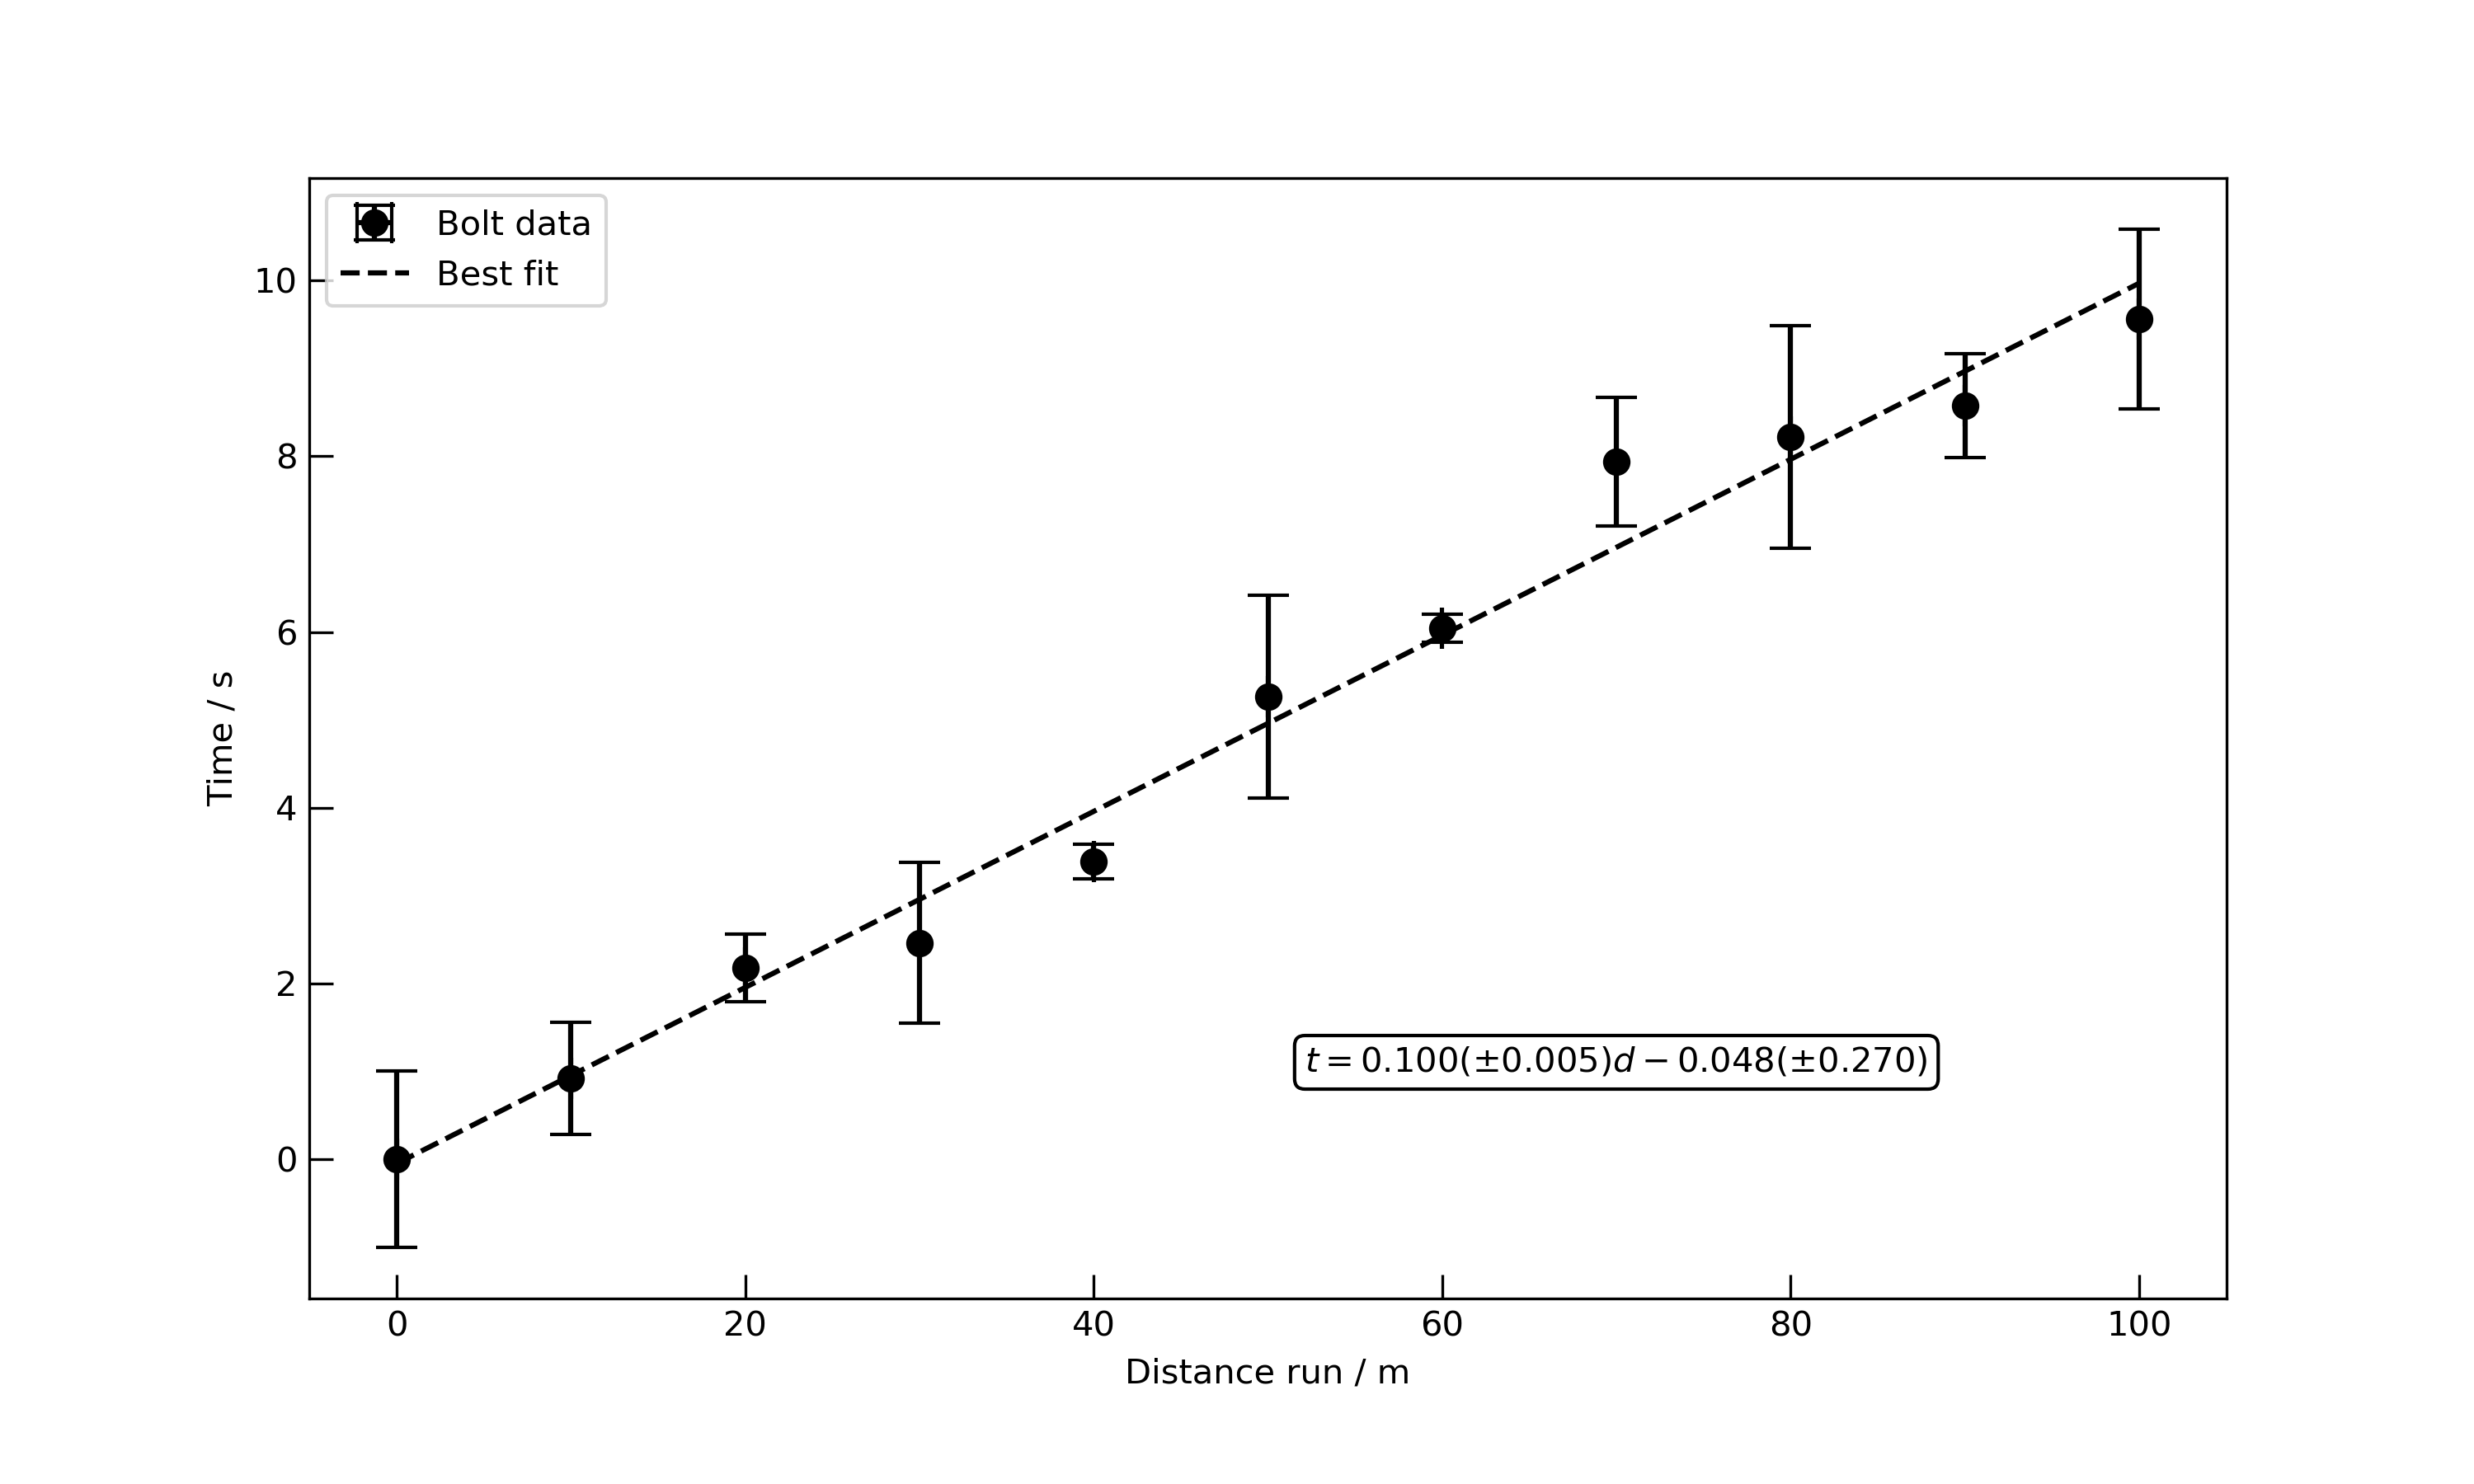 Bolt data
Best fit
10
8
6
4
2
0
Time / s
t = 0.100(±0.005)d − 0.048(±0.270)
0 20 40 60 80 100
Distance run / m